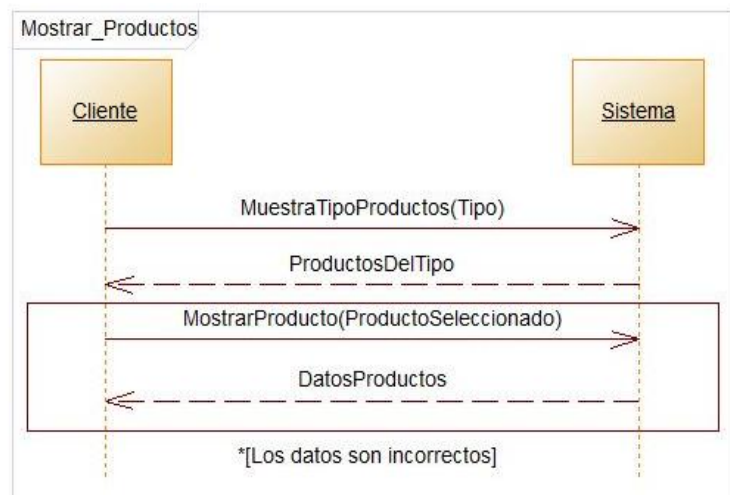 Mostrar_Productos
Cliente
Sistema
MuestraTipoProductos(Tipo)
ProductosDelTipo
MostrarProducto(ProductoSeleccionado)
DatosProductos
*[Los datos son incorrectos]